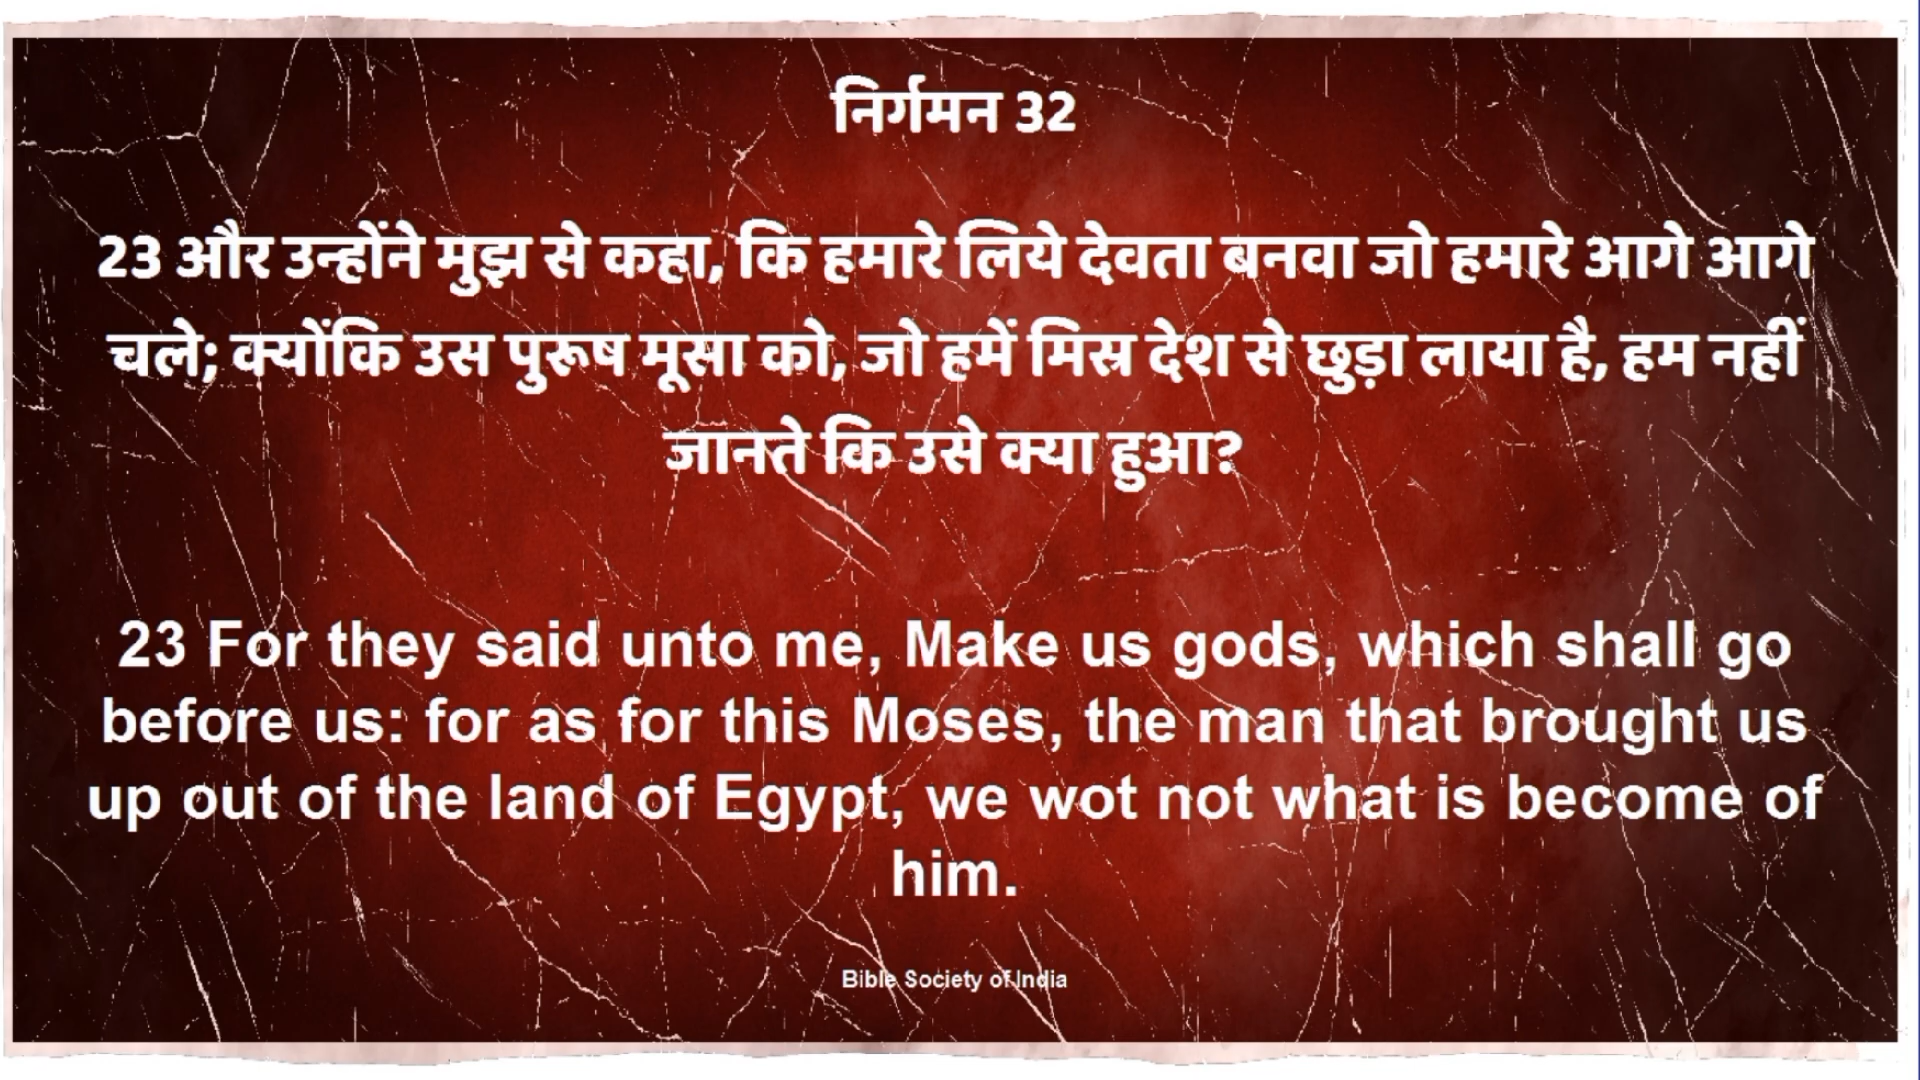 निर्गमन 32
23 और उन्होंने मुझ से कहा, कि हमारे लिये देवता बनवा जो हमारे आगे आगे
चले; क्योंकि उस पुरूष मूसा को, जो हमें मिस्र देश से छुड़ा लाया है, हम नहीं
जानते कि उसे क्या हुआ?
23 For they said unto me, Make us gods, which shall go
before us: for as for this Moses, the man that brought us
up out of the land of Egypt, we wot not what is become of
him.
Bible Society of India